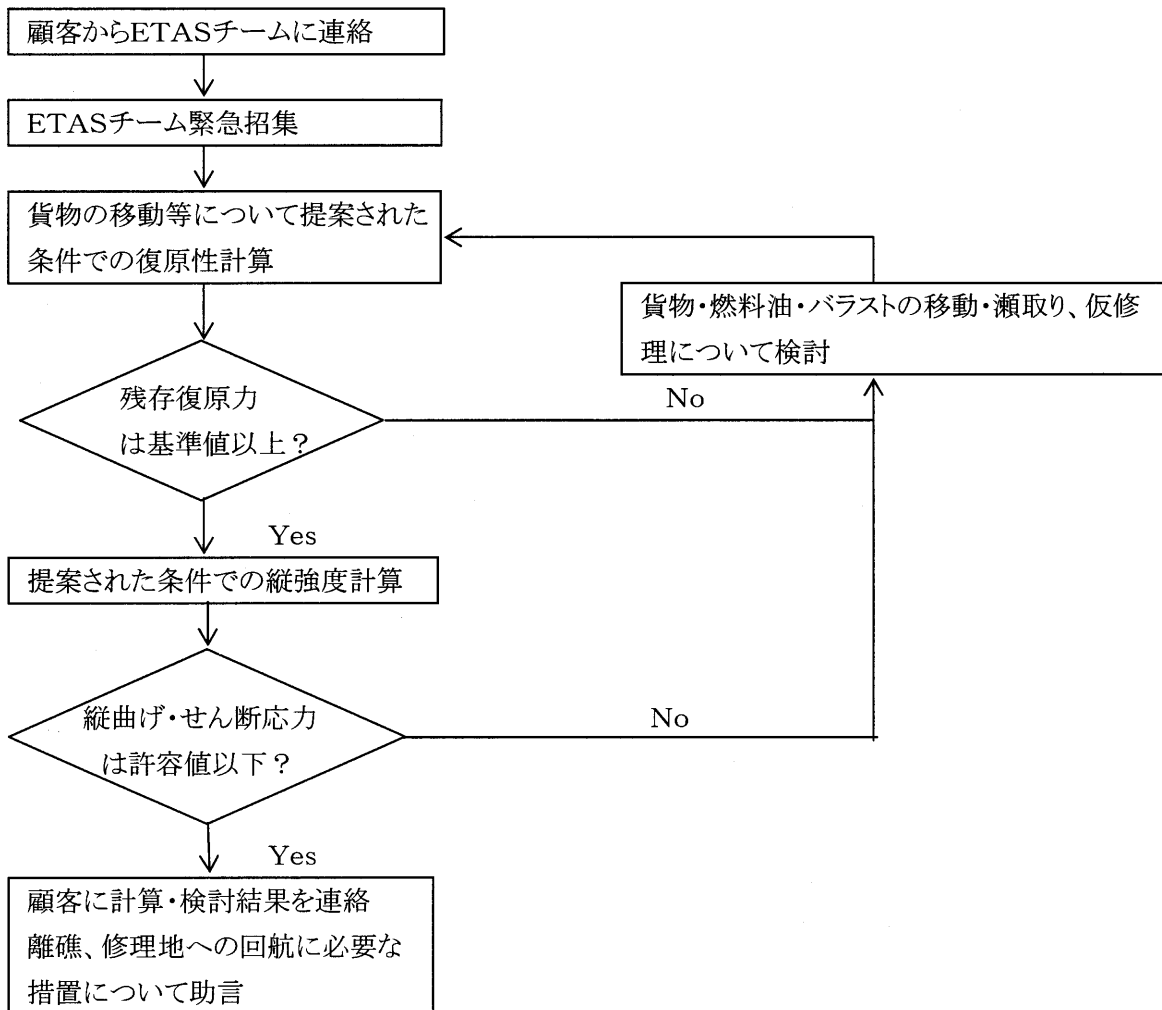 顧客からETASチームに連絡
ETASチーム緊急招集
貨物の移動等について提案された
条件での復原性計算
貨物・燃料油・バラストの移動・瀬取り、仮修
理について検討
残存復原力
は基準値以上？
No
Yes
提案された条件での縦強度計算
縦曲げ・せん断応力
は許容値以下？
No
Yes
顧客に計算・検討結果を連絡
離礁、修理地への回航に必要な
措置について助言